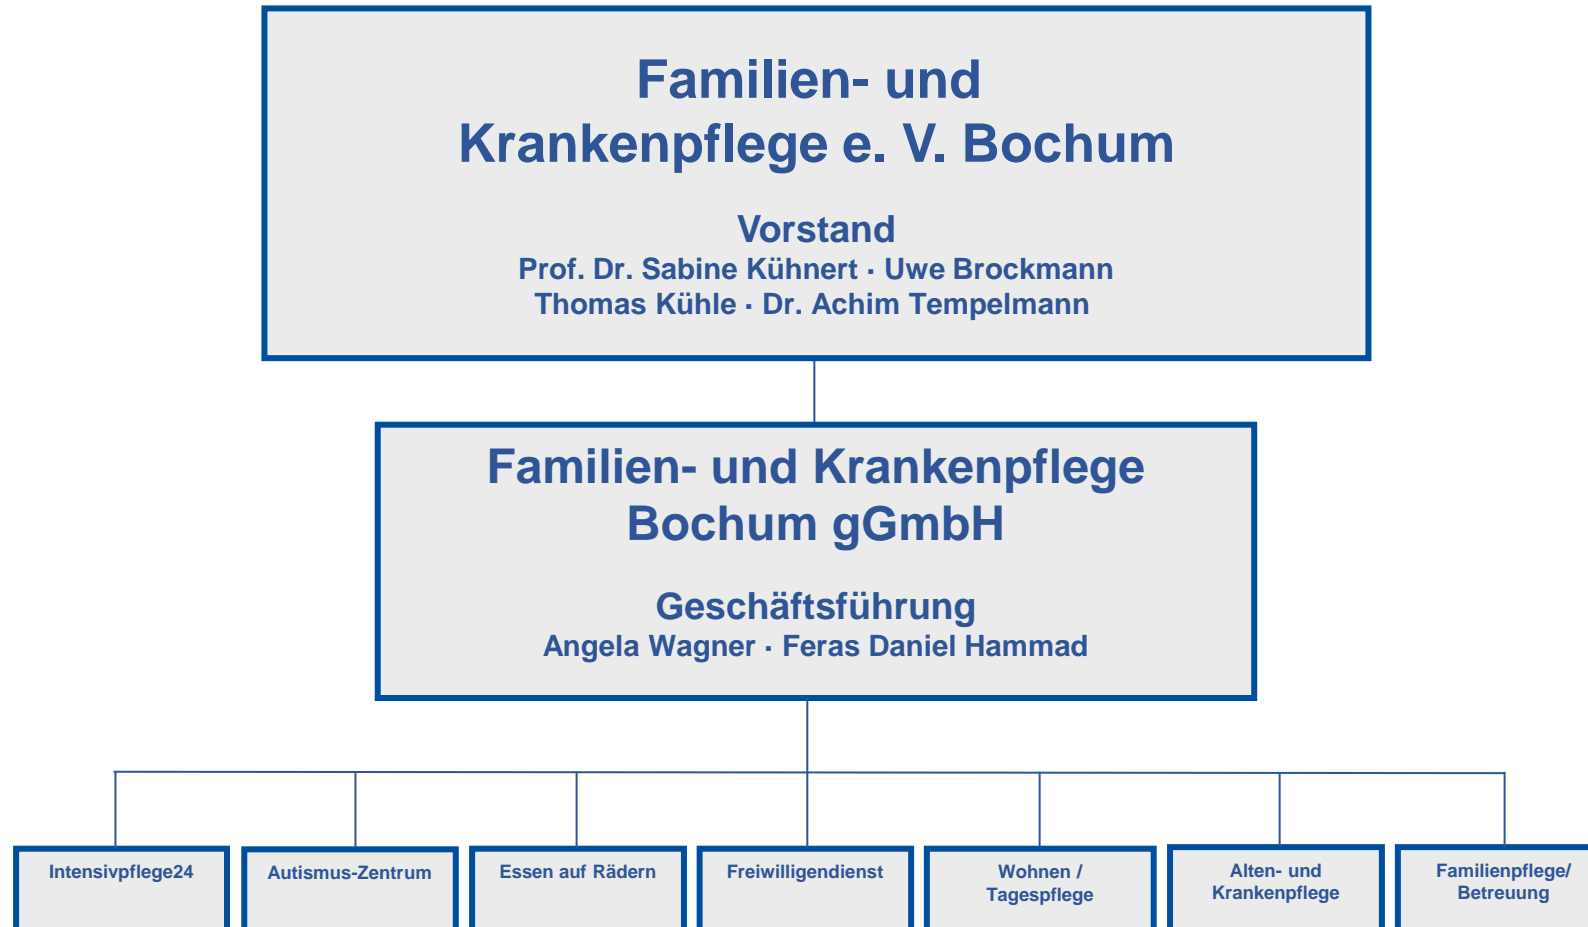 Familien- und
Krankenpflege e. V. Bochum
Vorstand
Prof. Dr. Sabine Kühnert · Uwe Brockmann
Thomas Kühle · Dr. Achim Tempelmann
Familien- und Krankenpflege
Bochum gGmbH
Geschäftsführung
Angela Wagner · Feras Daniel Hammad
Intensivpflege24
Autismus-Zentrum
Essen auf Rädern
Freiwilligendienst
Wohnen /
Tagespflege
Alten- und
Krankenpflege
Familienpflege/
Betreuung